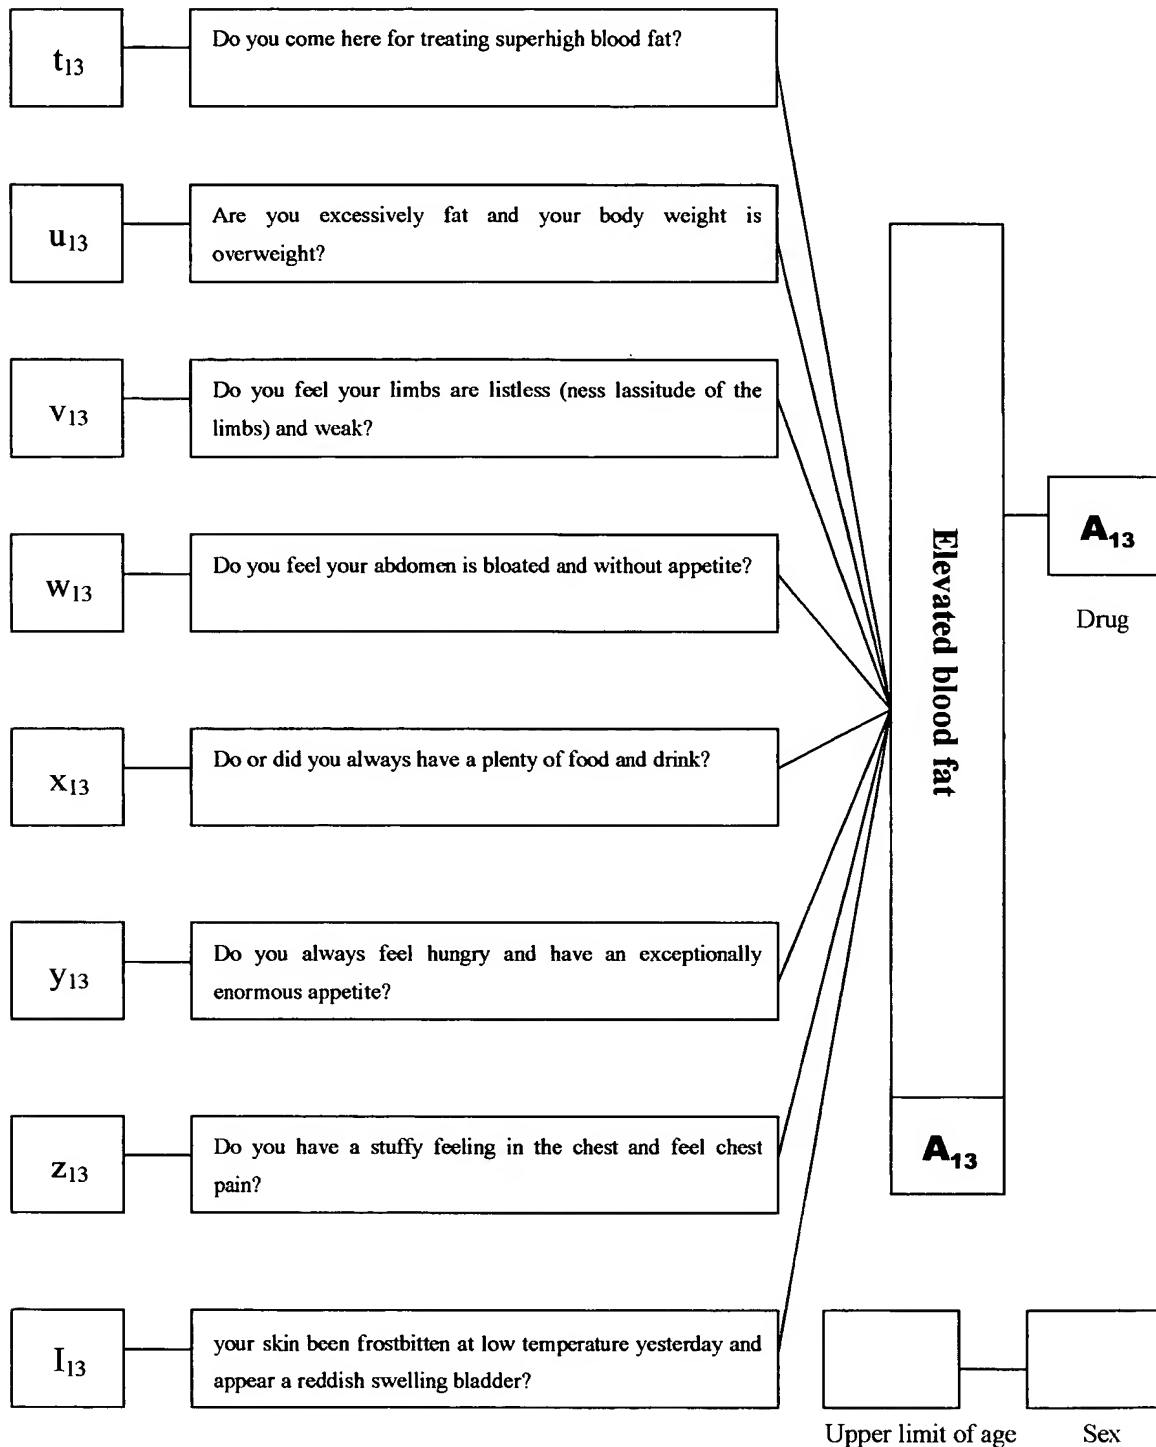 t13
Do you come here for treating superhigh blood fat?
u13
Are you excessively fat and your body weight is
overweight?
v13
Do you feel your limbs are listless (ness lassitude of the
limbs) and weak?
w13
Do you feel your abdomen is bloated and without appetite?
x13
Do or did you always have a plenty of food and drink?
y13
Do you always feel hungry and have an exceptionally
enormous appetite?
z13
Do you have a stuffy feeling in the chest and feel chest
pain?
I13
your skin been frostbitten at low temperature yesterday and
appear a reddish swelling bladder?
Elevated blood fat
A13
A13
Drug
Upper limit of age
Sex